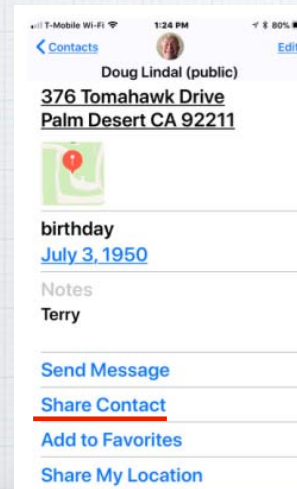 T-Mobile Wi-Fi 1:24 PM 80%
Contacts
Edit
Doug Lindal (public)
376 Tomahawk Drive
Palm Desert CA 92211
birthday
July 3, 1950
Notes
Terry
Send Message
Share Contact
Add to Favorites
Share My Location